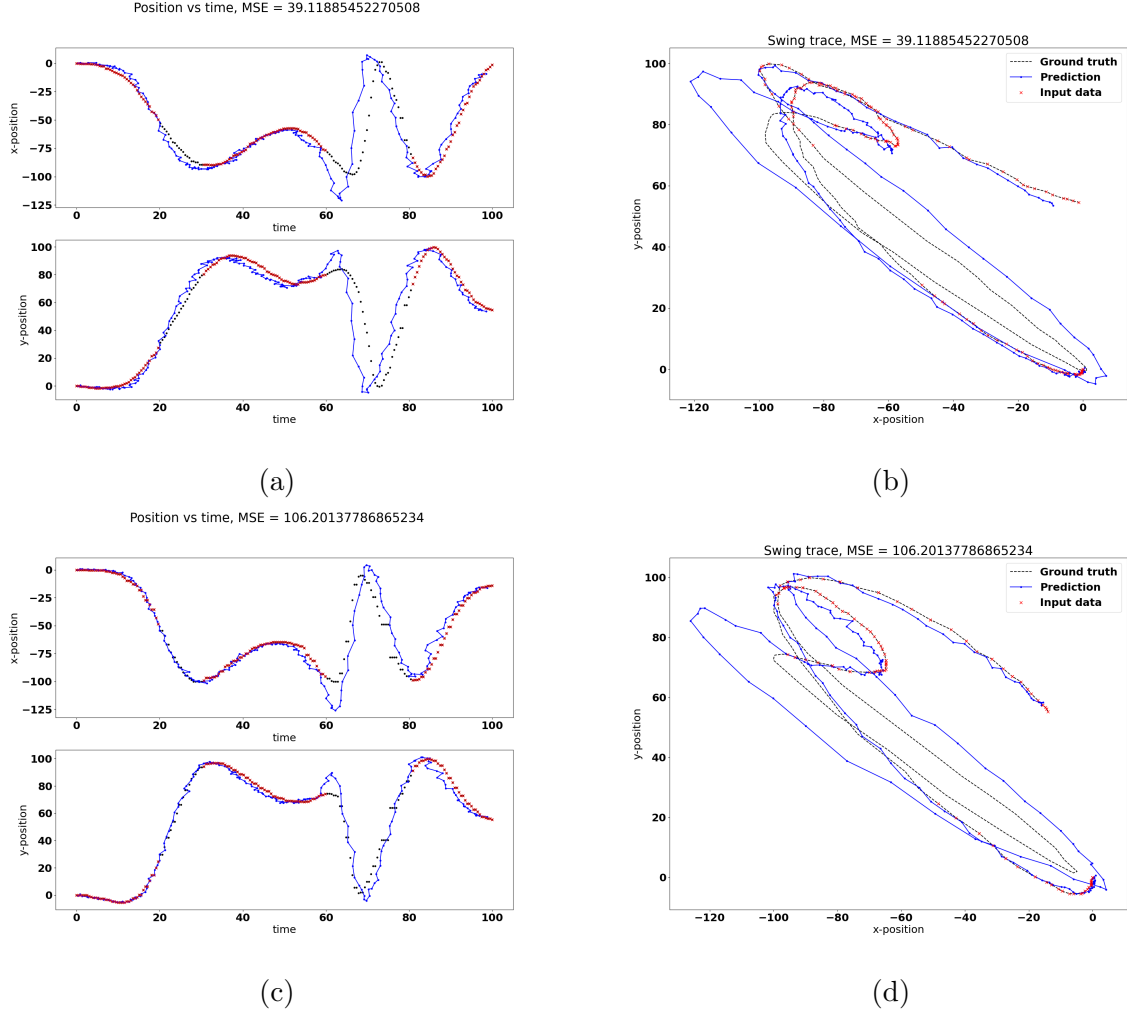 Position vs time, MSE = 39.11885452270508
0
−25
−50
−75
−100
−125
x-position
0 20 40 60 80 100
time
100
80
60
40
20
0
y-position
0 20 40 60 80 100
time
(a)
Swing trace, MSE = 39.11885452270508
Ground truth
Prediction
Input data
100
80
60
40
20
0
y-position
−120 −100 −80 −60 −40 −20 0
x-position
(b)
Position vs time, MSE = 106.20137786865234
0
−25
−50
−75
−100
−125
x-position
0 20 40 60 80 100
time
100
80
60
40
20
0
y-position
0 20 40 60 80 100
time
(c)
Swing trace, MSE = 106.20137786865234
Ground truth
Prediction
Input data
100
80
60
40
20
0
y-position
−120 −100 −80 −60 −40 −20 0
x-position
(d)